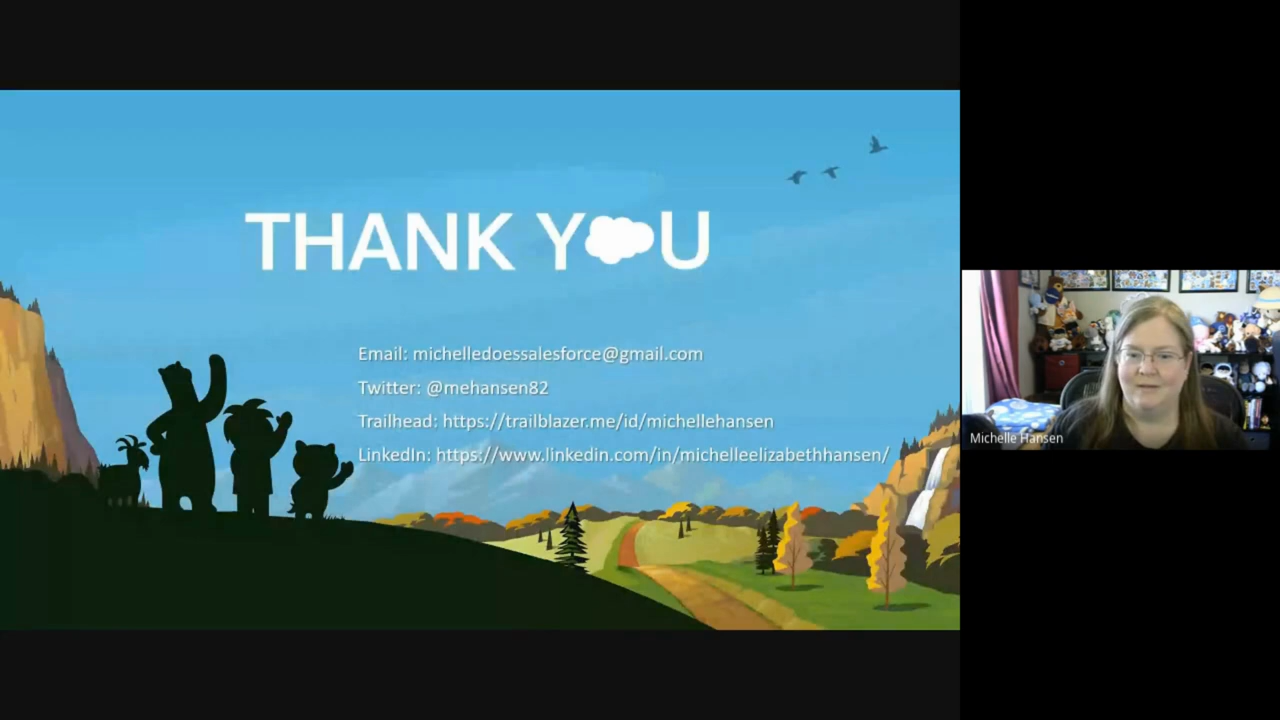 THANK YOU
Email: michelledoessalesforce@gmail.com
Twitter: @mehansen82
Trailhead: https://trailblazer.me/id/michellehansen
LinkedIn: https://www.linkedin.com/in/michelleelizabethhansen/
Michelle Hansen